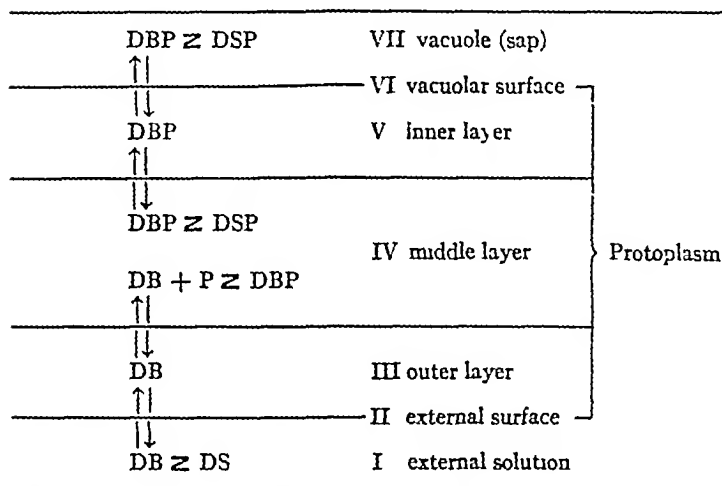 DBP ⇄ DSP VII vacuole (sap)
↑↓
VI vacuolar surface
DBP V inner layer
↑↓
DBP ⇄ DSP
IV middle layer Protoplasm
DB + P ⇄ DBP
↑↓
DB III outer layer
↑↓
II external surface
DB ⇄ DS I external solution